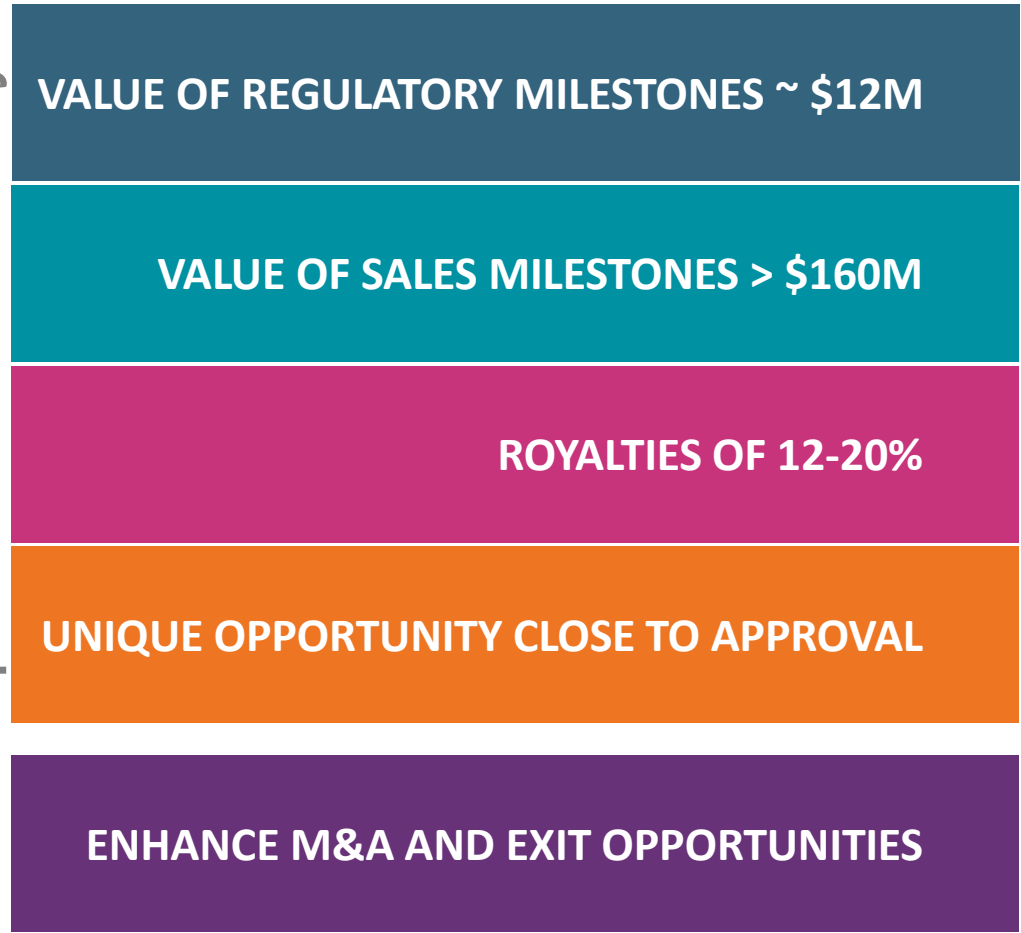 VALUE OF REGULATORY MILESTONES ~ $12M
VALUE OF SALES MILESTONES > $160M
ROYALTIES OF 12-20%
UNIQUE OPPORTUNITY CLOSE TO APPROVAL
ENHANCE M&A AND EXIT OPPORTUNITIES